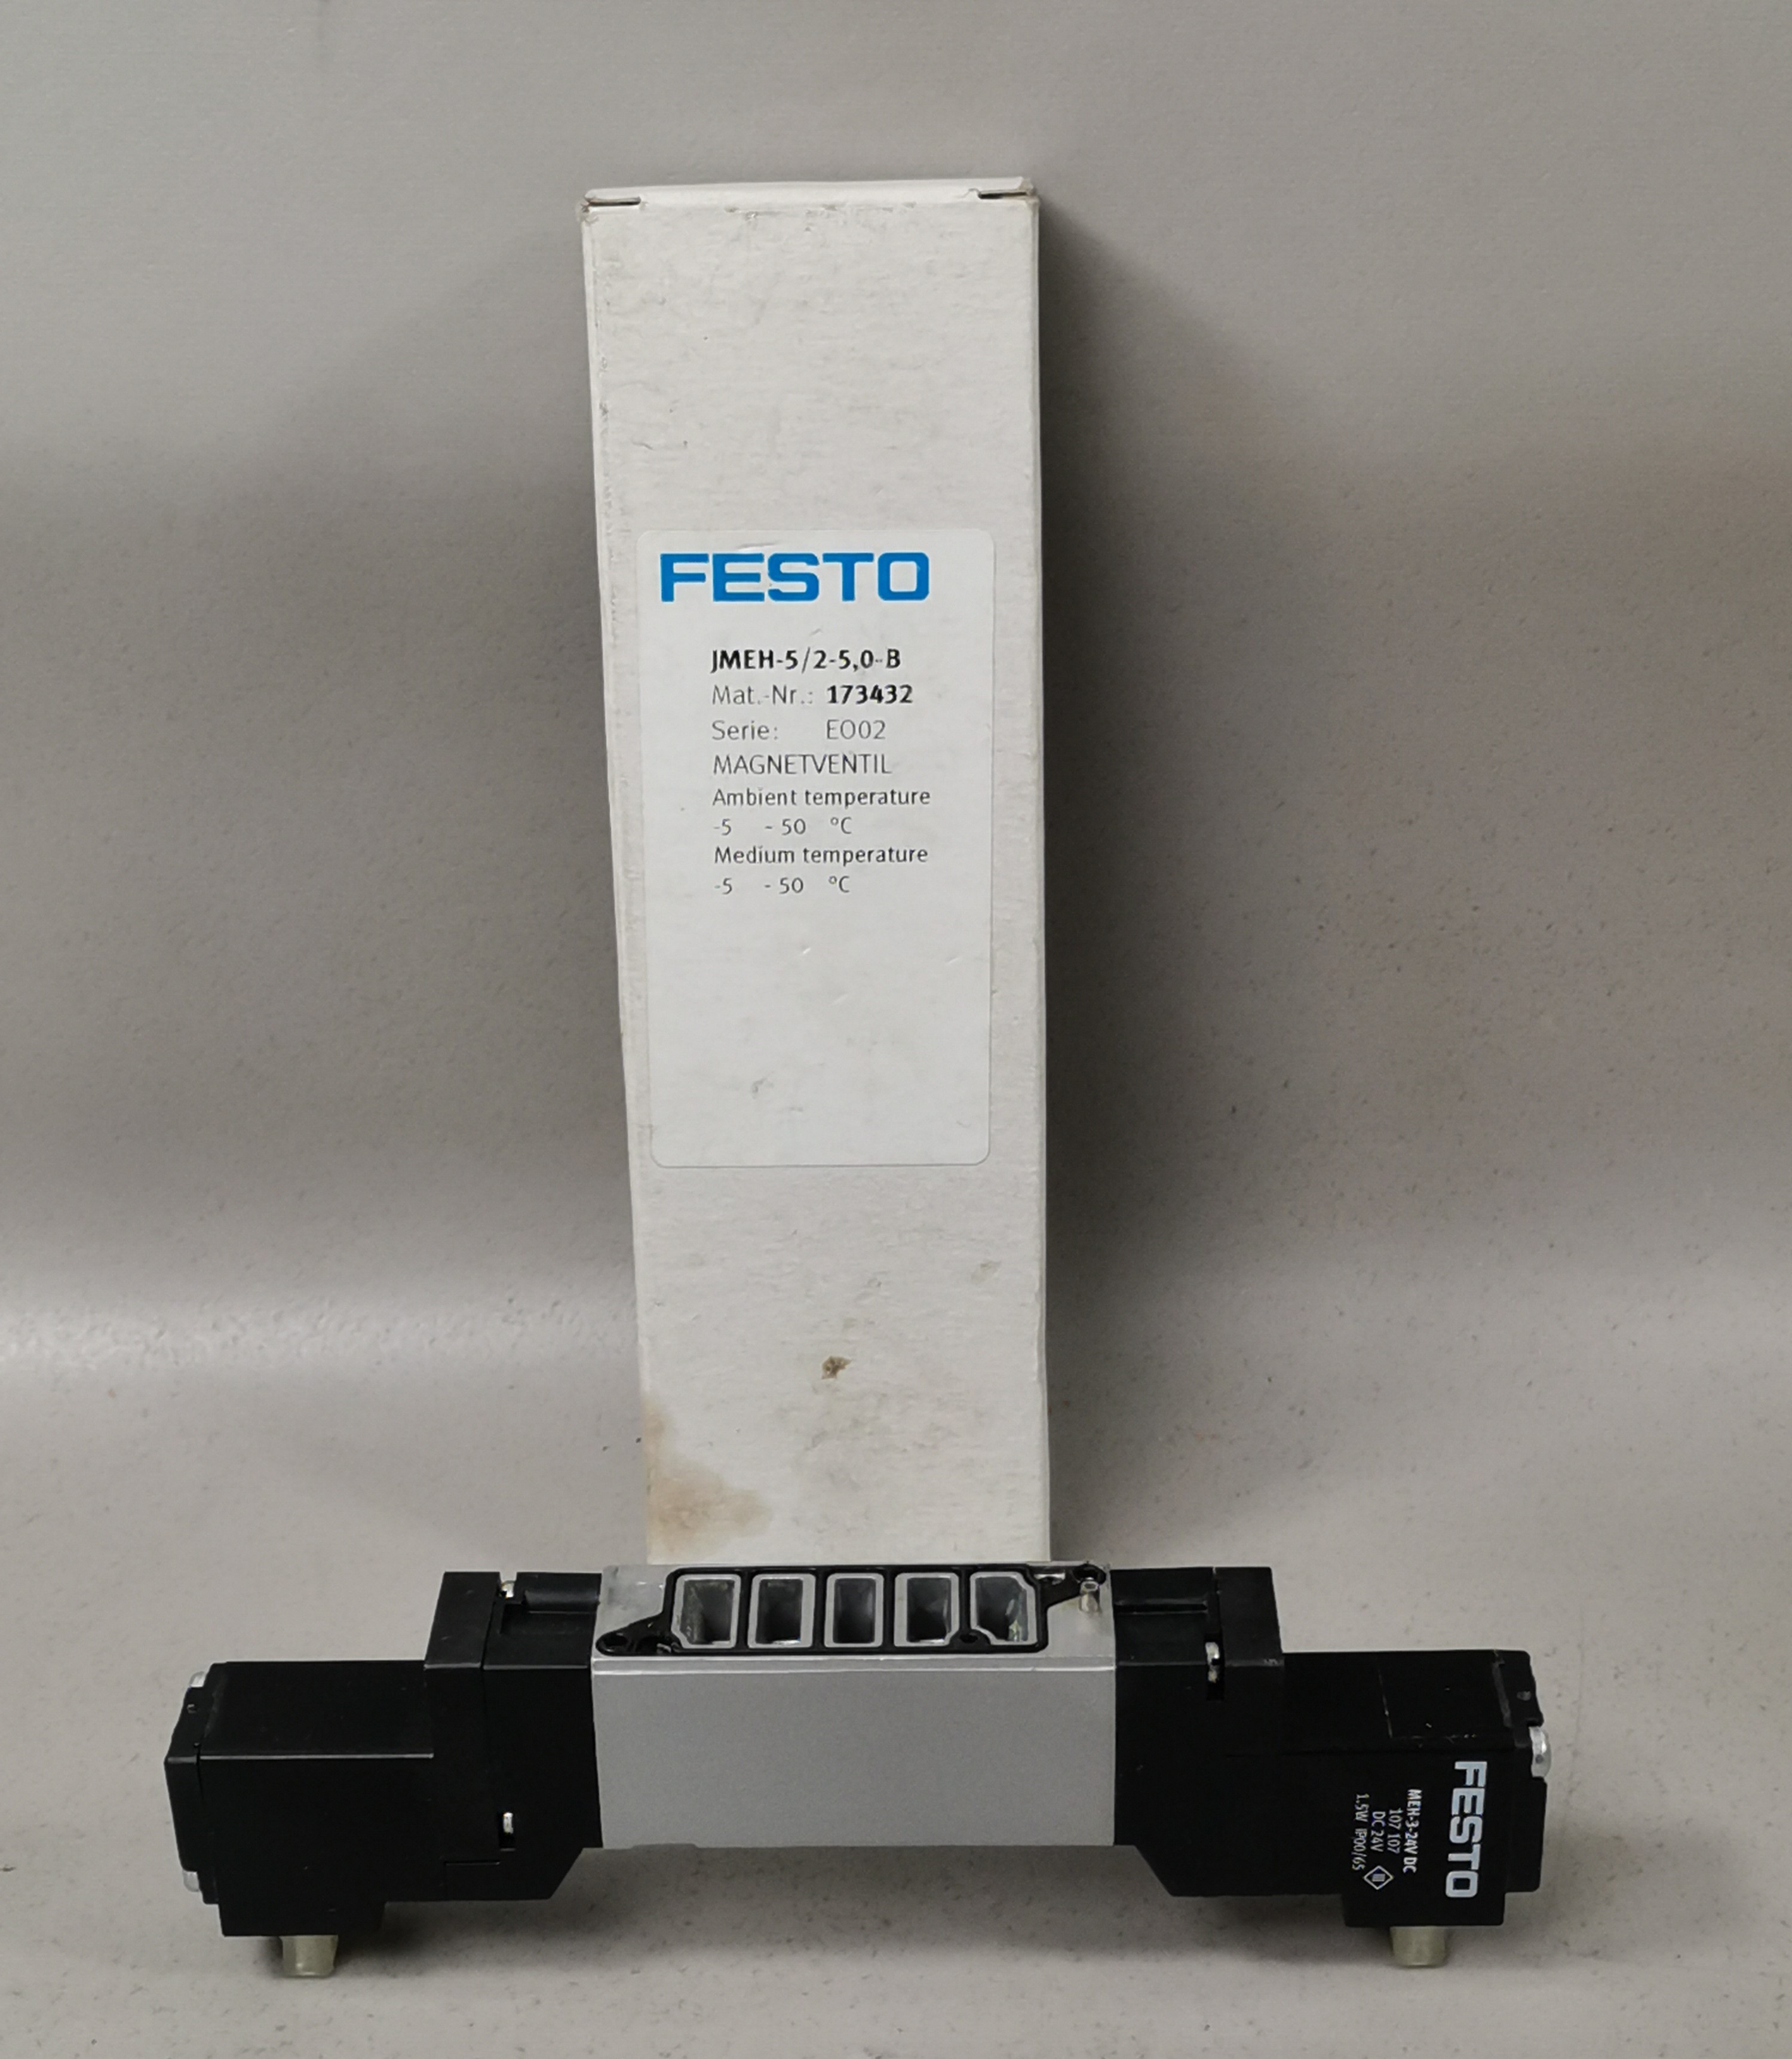 FESTO
JMEH-5/2-5,0-B
Mat.-Nr.: 173432
Serie: EO02
MAGNETVENTIL
Ambient temperature
-5 - 50 °C
Medium temperature
-5 - 50 °C
FESTO
MEH-3-24V DC
107 107
DC 24V
1.5W IP00/65